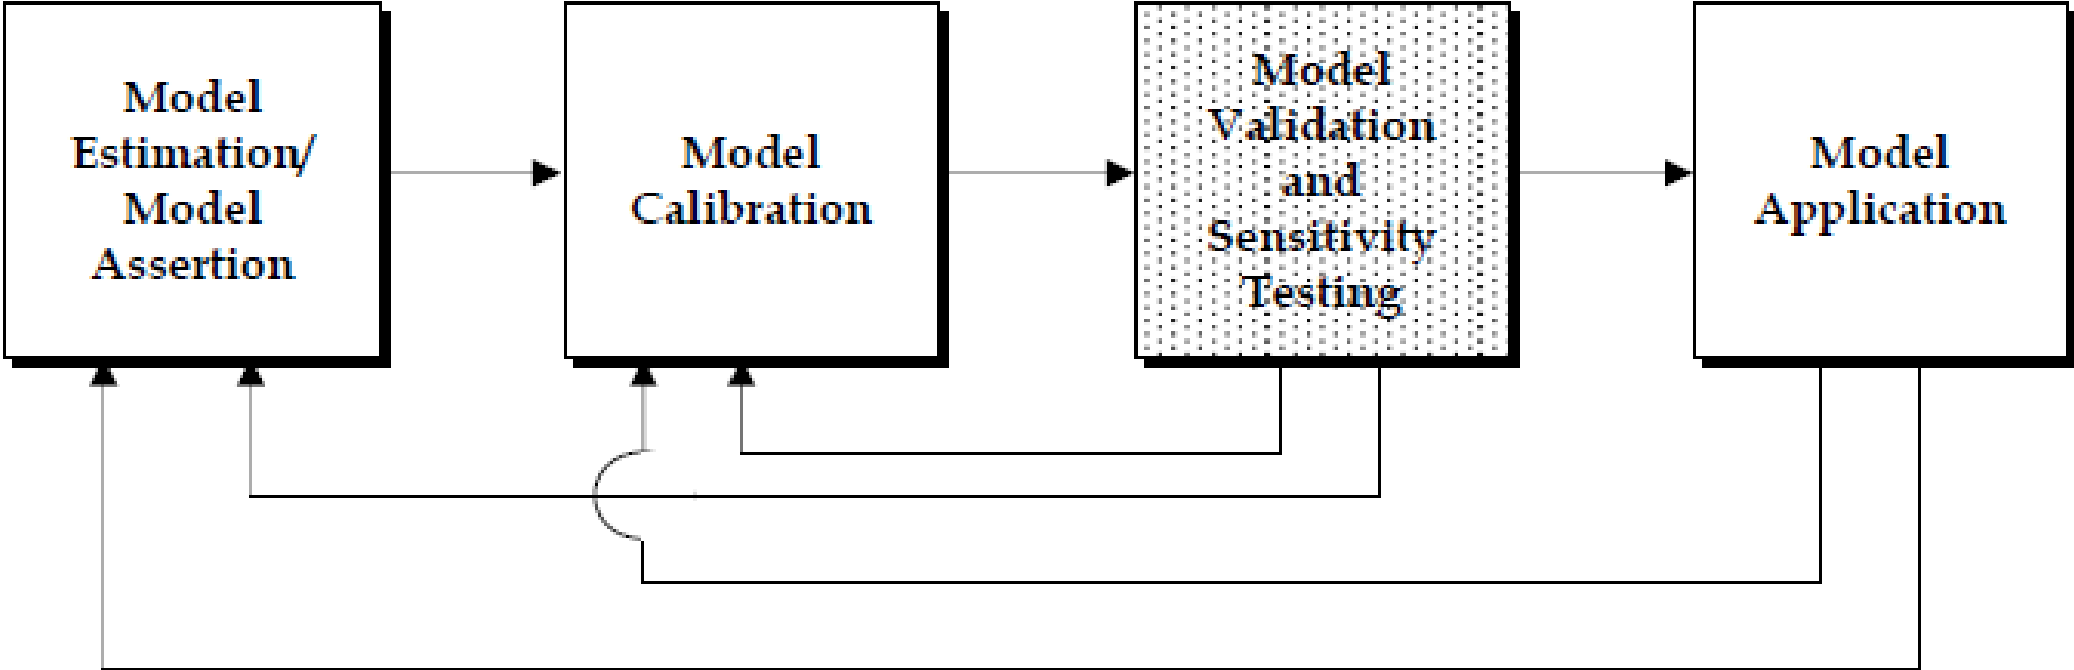 Model
Estimation/
Model
Assertion
Model
Calibration
Model
Validation
and
Sensitivity
Testing
Model
Application